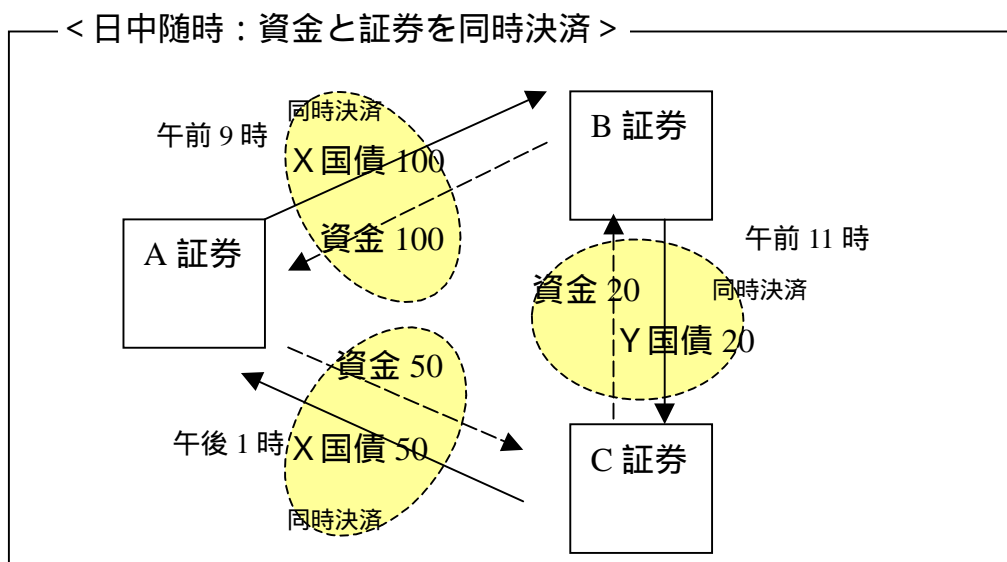 <日中随時：資金と証券を同時決済>
同時決済
午前 9 時
X国債 100
資金 100
A 証券
B 証券
午前 11 時
資金 20
同時決済
Y国債 20
資金 50
午後 1 時
X国債 50
同時決済
C 証券